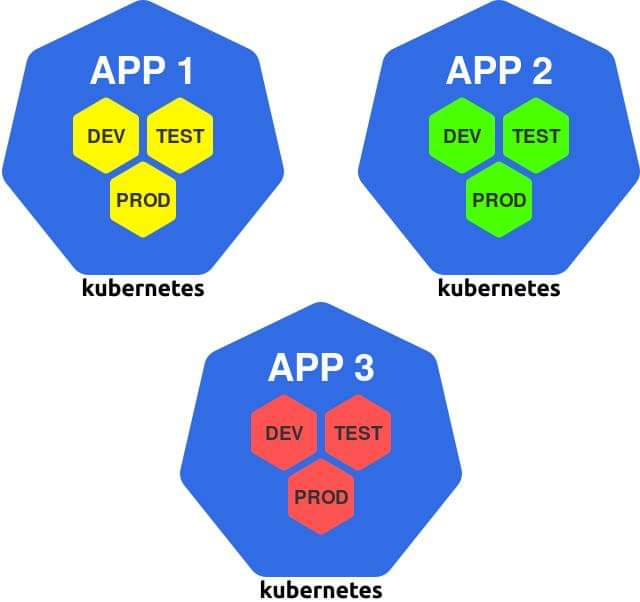 APP 1
DEV
TEST
PROD
kubernetes
APP 2
DEV
TEST
PROD
kubernetes
APP 3
DEV
TEST
PROD
kubernetes